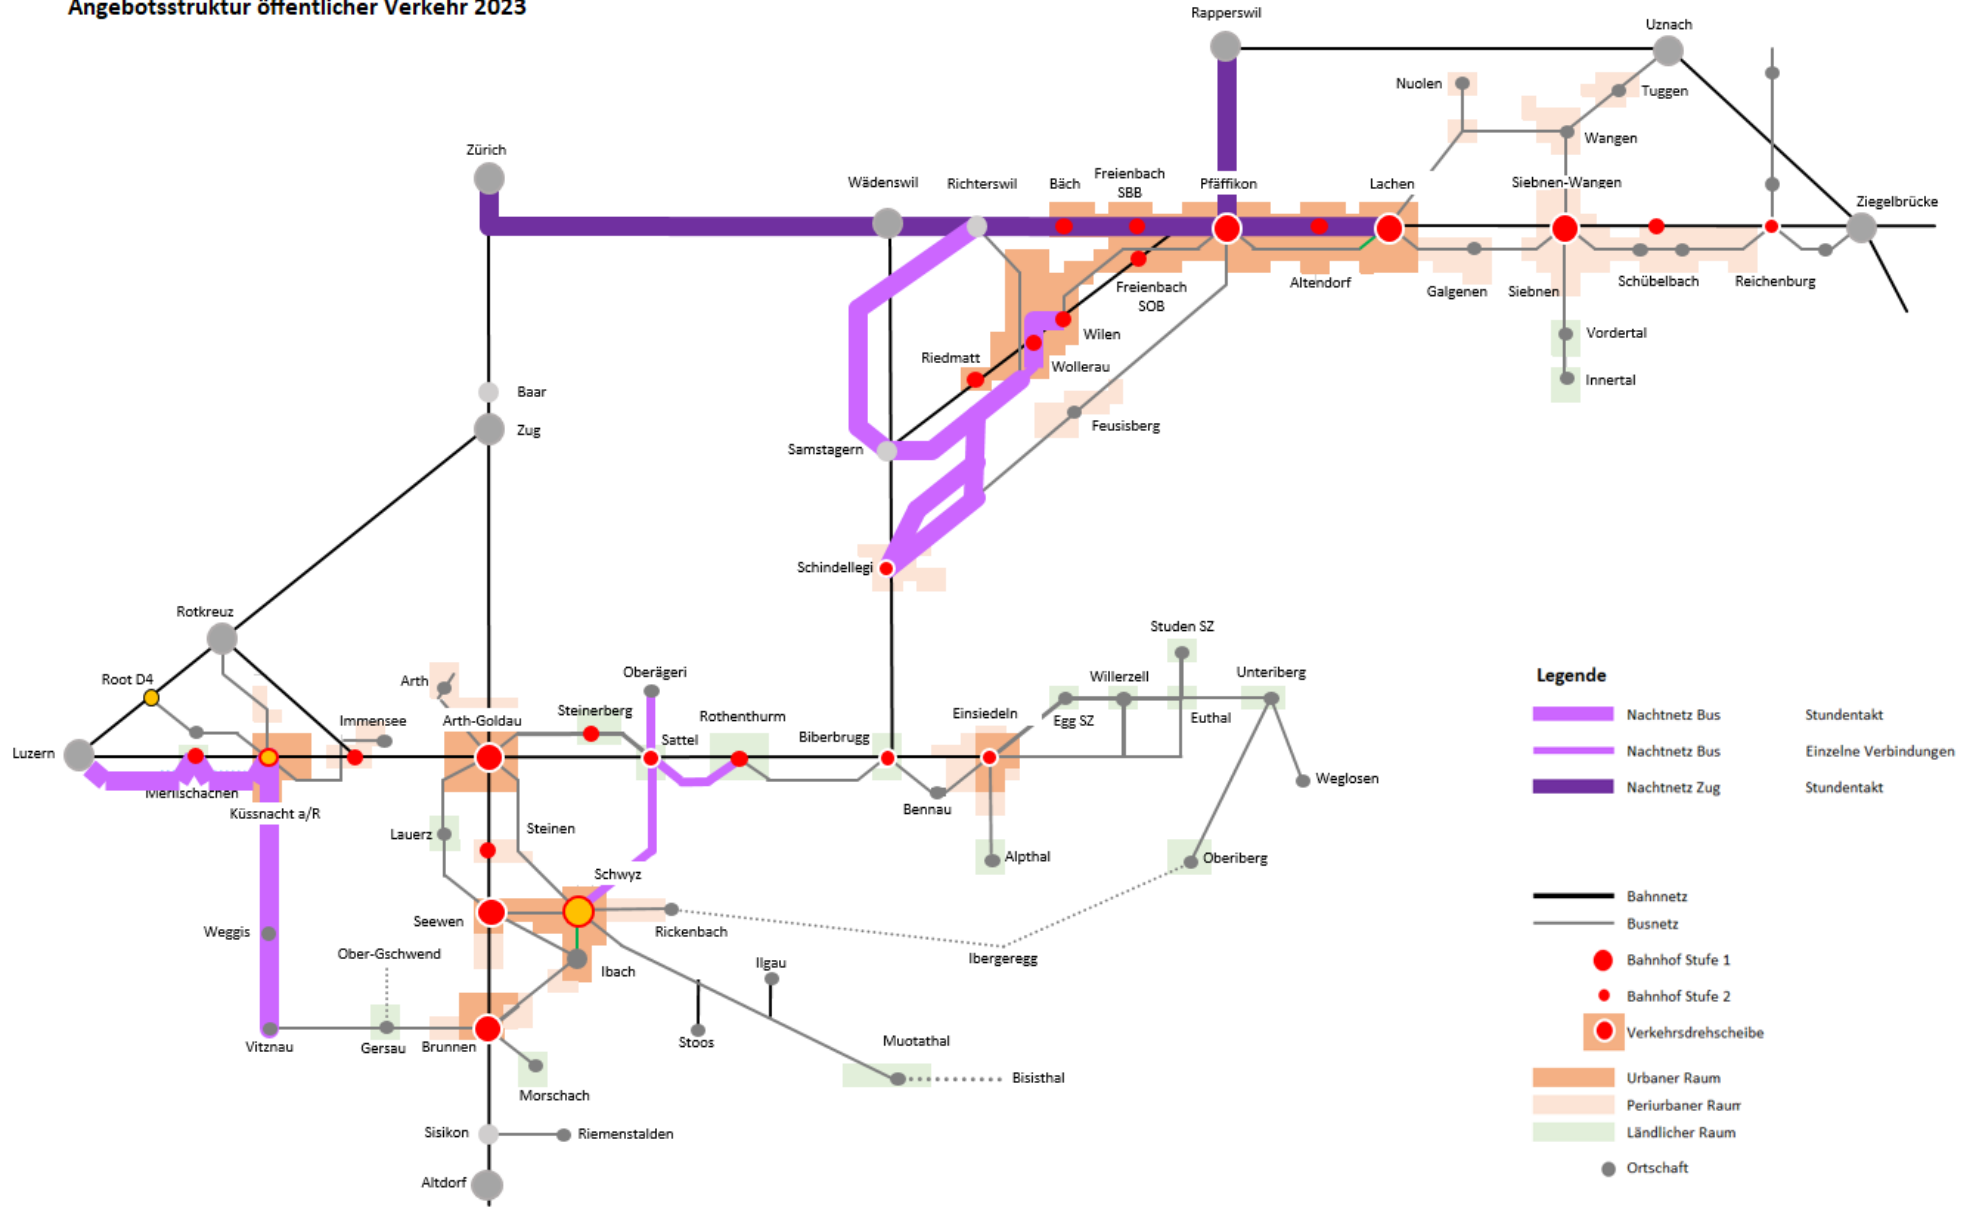 Angebotsstruktur öffentlicher Verkehr 2023
Rapperswil
Uznach
Nuolen
Tuggen
Wangen
Zürich
Wädenswil
Richterswil
Bäch
Freienbach
SBB
Pfäffikon
Lachen
Siebnen-Wangen
Ziegelbrücke
Freienbach
SOB
Altendorf
Galgenen
Siebnen
Schübelbach
Reichenburg
Wilen
Vordertal
Riedmatt
Wollerau
Innertal
Baar
Zug
Feusisberg
Samstagern
Schindellegi
Rotkreuz
Studen SZ
Root D4
Arth
Oberägeri
Willerzell
Unteriberg
Legende
Immensee
Arth-Goldau
Steinerberg
Rothenthurm
Einsiedeln
Egg SZ
Euthal
Nachtnetz Bus
Stundentakt
Luzern
Sattel
Biberbrugg
Nachtnetz Bus
Einzelne Verbindungen
Weglosen
Merlischachen
Nachtnetz Zug
Stundentakt
Küssnacht a/R
Bennau
Lauerz
Steinen
Alpthal
Oberiberg
Schwyz
Bahnnetz
Seewen
Rickenbach
Busnetz
Weggis
Ober-Gschwend
Ibach
Ilgau
Ibergeregg
Bahnhof Stufe 1
Bahnhof Stufe 2
Vitznau
Gersau
Brunnen
Stoos
Muotathal
Verkehrsdrehscheibe
Bisisthal
Urbaner Raum
Morschach
Periurbaner Raum
Sisikon
Riemenstalden
Ländlicher Raum
Altdorf
Ortschaft